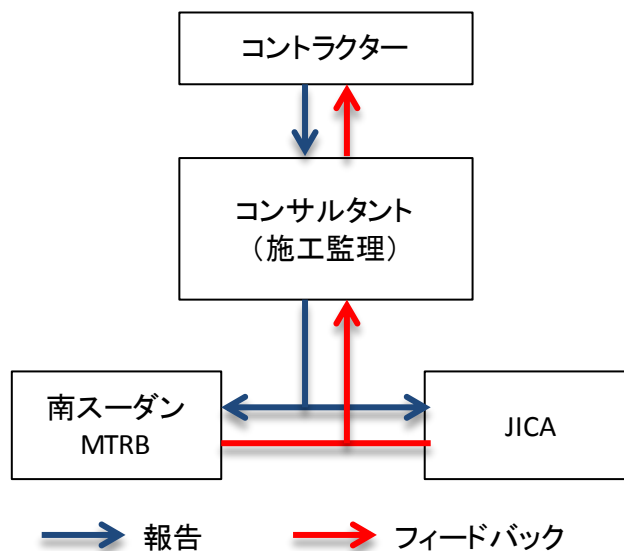 コントラクター
コンサルタント
（施工監理）
南スーダン
MTRB
JICA
報告
フィードバック